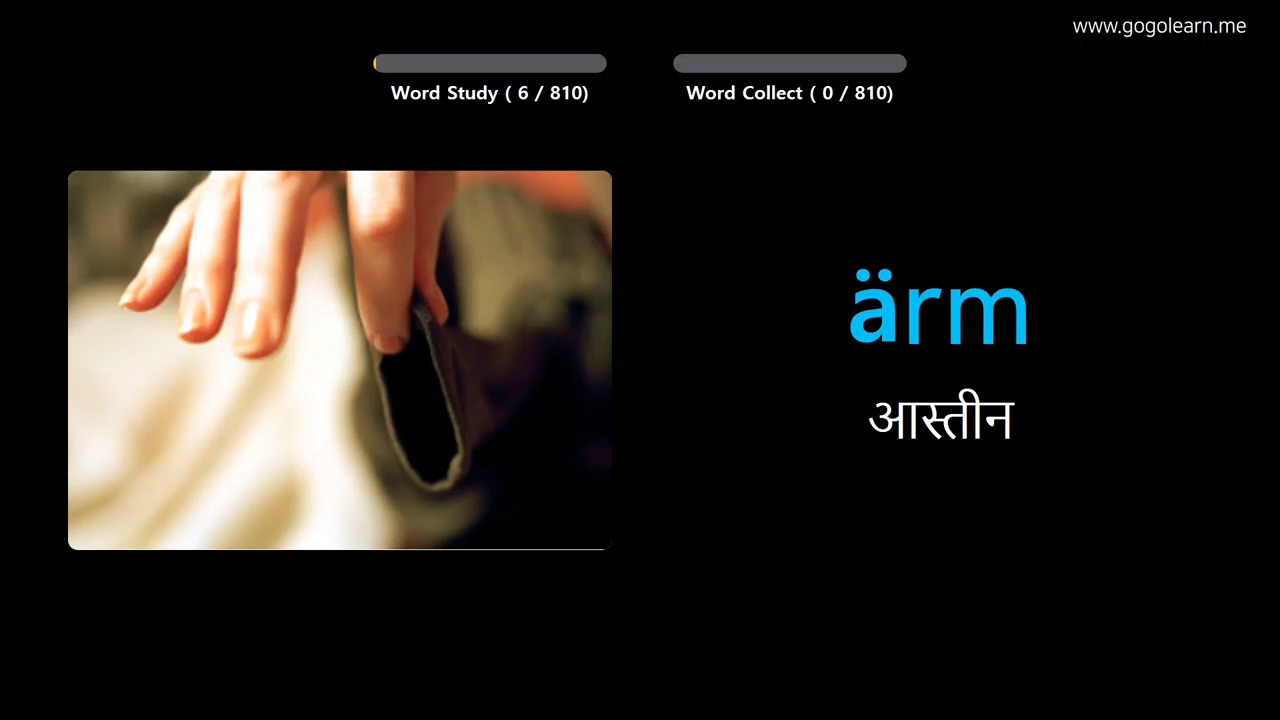 www.gogolearn.me
Word Study ( 6 / 810)
Word Collect ( 0 / 810)
ärm
आस्तीन